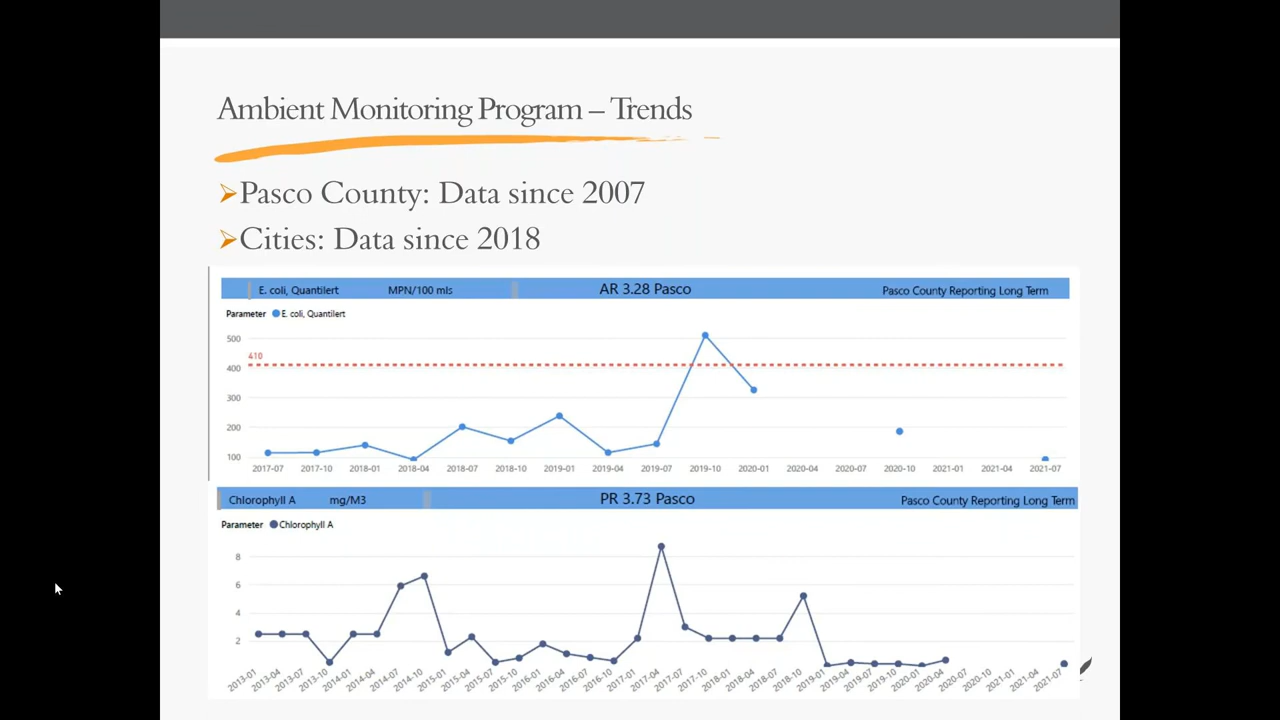 Ambient Monitoring Program – Trends
Pasco County: Data since 2007
Cities: Data since 2018
E. coli, Quantilert MPN/100 mls AR 3.28 Pasco Pasco County Reporting Long Term
Parameter E. coli, Quantilert
500
410
400
300
200
100
2017-07 2017-10 2018-01 2018-04 2018-07 2018-10 2019-01 2019-04 2019-07 2019-10 2020-01 2020-04 2020-07 2020-10 2021-01 2021-04 2021-07
Chlorophyll A mg/M3 PR 3.73 Pasco Pasco County Reporting Long Term
Parameter Chlorophyll A
8
6
4
2
2013-01 2013-04 2013-07 2013-10 2014-01 2014-04 2014-07 2014-10 2015-01 2015-04 2015-07 2015-10 2016-01 2016-04 2016-07 2016-10 2017-01 2017-04 2017-07 2017-10 2018-01 2018-04 2018-07 2018-10 2019-01 2019-04 2019-07 2019-10 2020-01 2020-04 2020-07 2020-10 2021-01 2021-04 2021-07